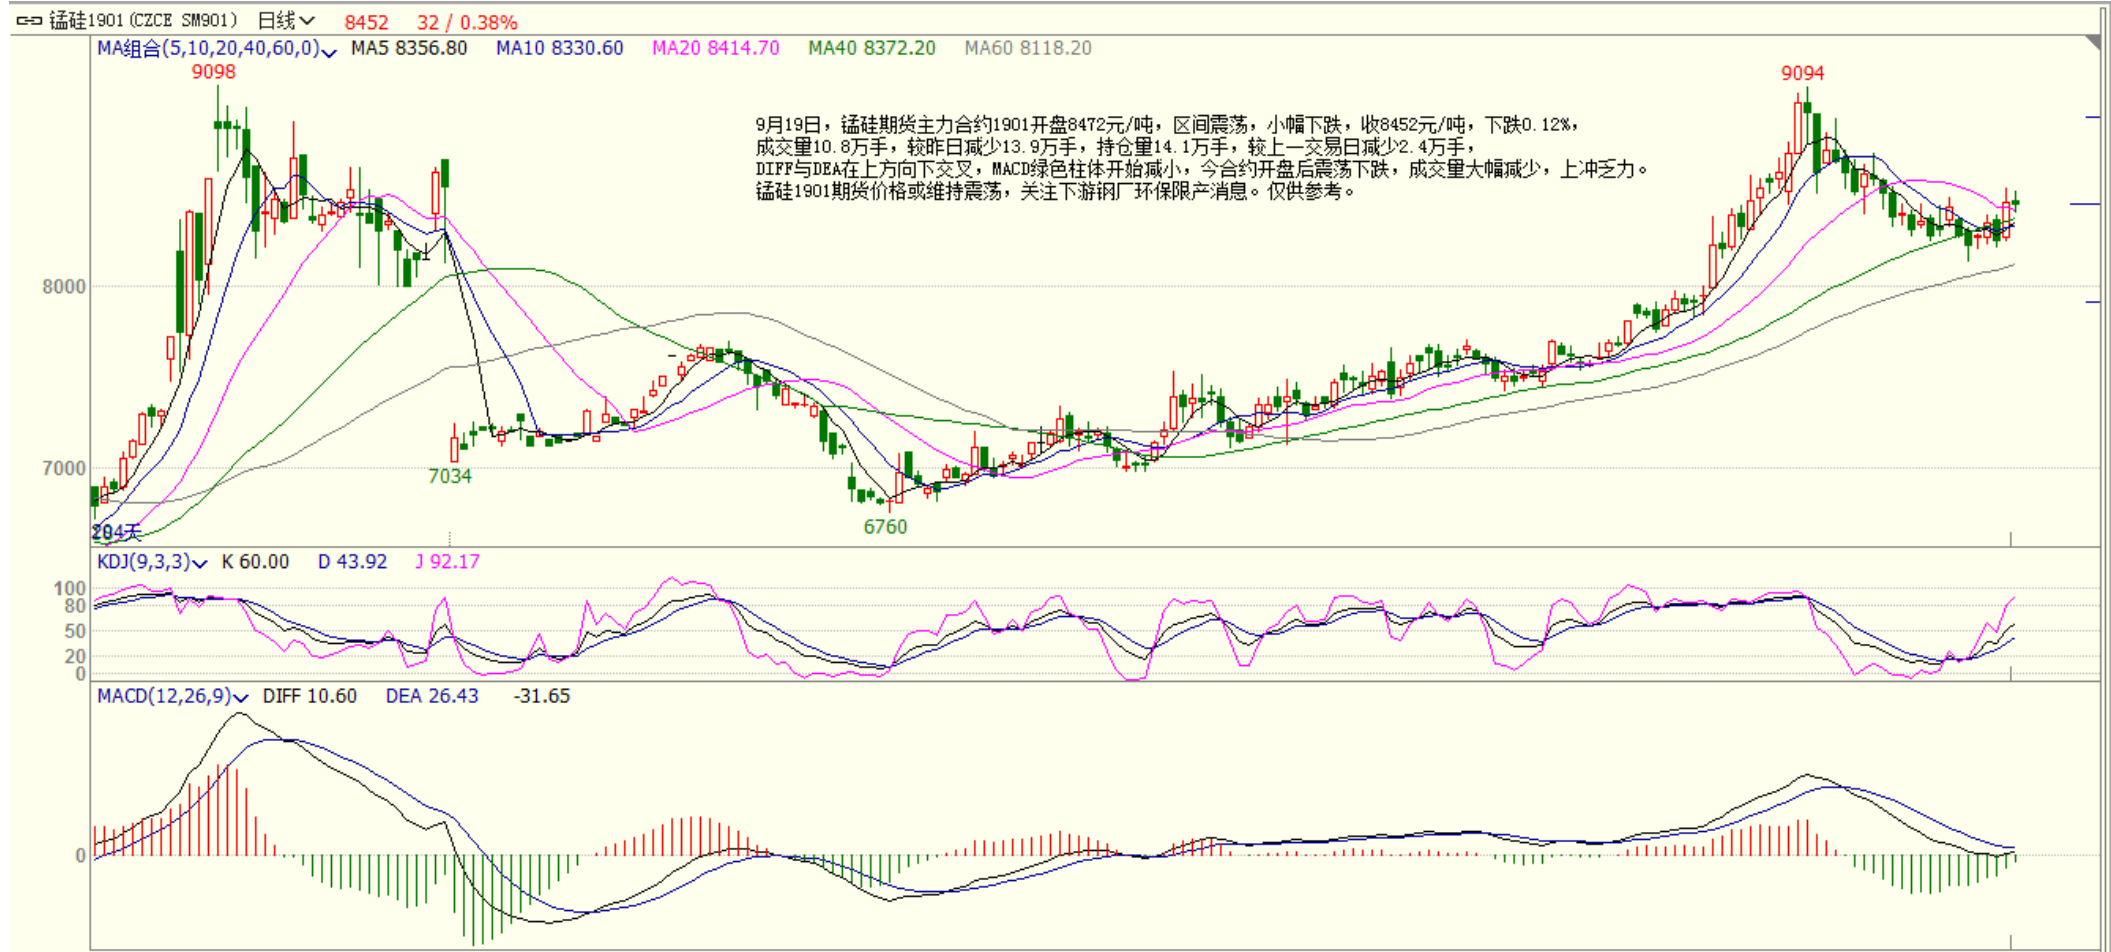 锰硅1901(CZCE SM901) 日线 8452 32 / 0.38%
MA组合(5,10,20,40,60,0) MA5 8356.80 MA10 8330.60 MA20 8414.70 MA40 8372.20 MA60 8118.20
9098
9094
9月19日，锰硅期货主力合约1901开盘8472元/吨，区间震荡，小幅下跌，收8452元/吨，下跌0.12%，
成交量10.8万手，较昨日减少13.9万手，持仓量14.1万手，较上一交易日减少2.4万手，
DIFF与DEA在上方向下交叉，MACD绿色柱体开始减小，今合约开盘后震荡下跌，成交量大幅减少，上冲乏力。
锰硅1901期货价格或维持震荡，关注下游钢厂环保限产消息。仅供参考。
8000
7000
7034
6760
KDJ(9,3,3) K 60.00 D 43.92 J 92.17
100
80
50
20
0
MACD(12,26,9) DIFF 10.60 DEA 26.43 -31.65
0